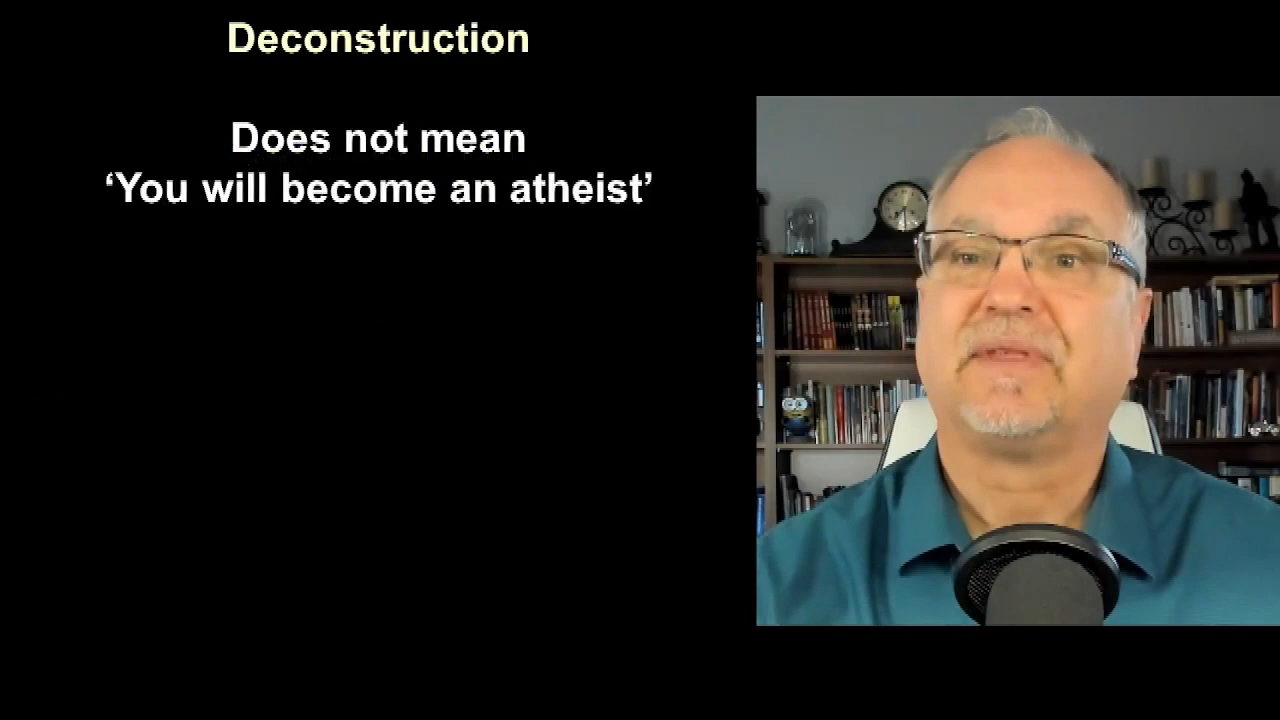 Deconstruction
Does not mean
‘You will become an atheist’